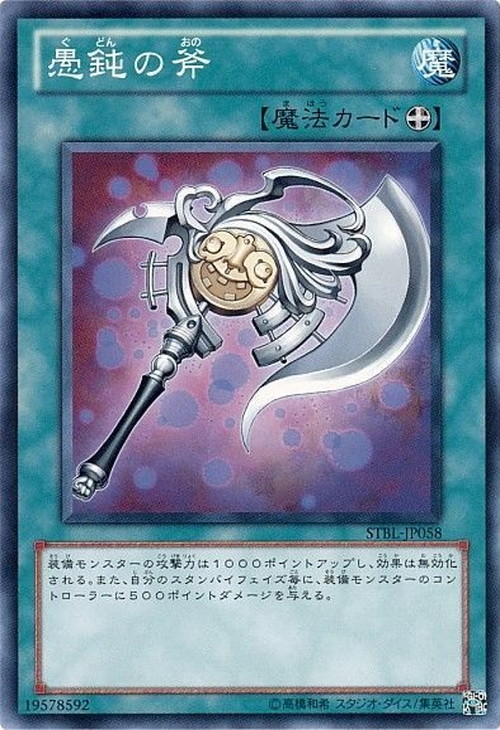 愚鈍の斧
魔
【魔法カード】
STBL-JP058
装備モンスターの攻撃力は1000ポイントアップし、効果は無効化
される。また、自分のスタンバイフェイズ毎に、装備モンスターのコント
ローラーに500ポイントダメージを与える。
19578592
©高橋和希 スタジオ・ダイス/集英社